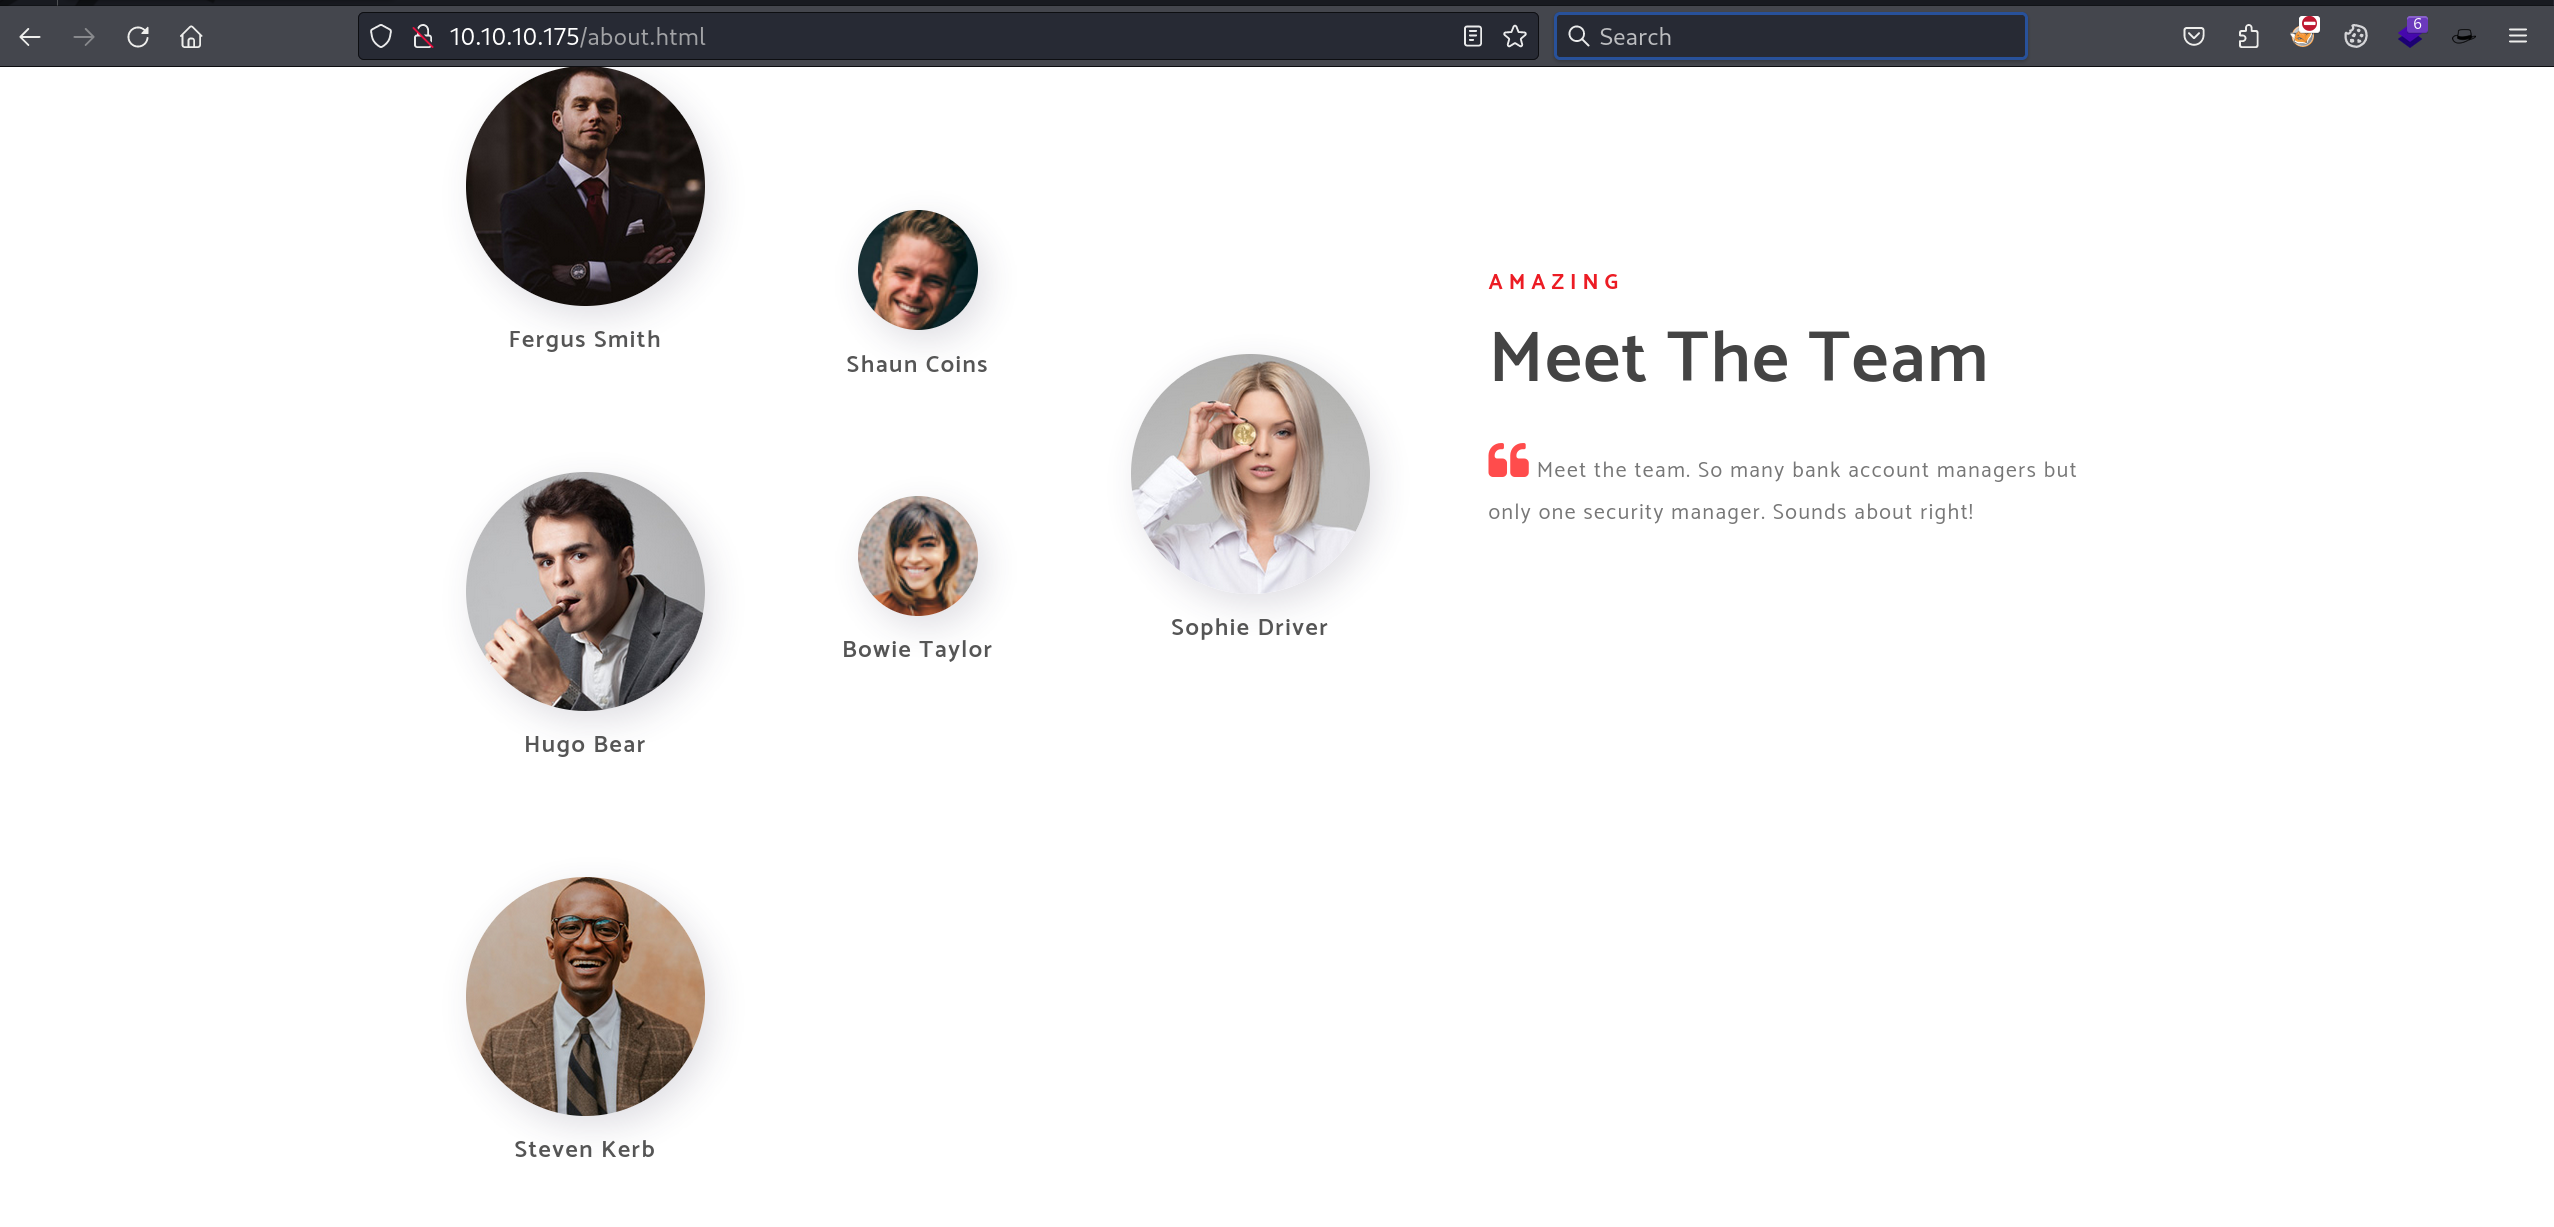 10.10.10.175/about.html
Search
6
Fergus Smith
Shaun Coins
Sophie Driver
Hugo Bear
Bowie Taylor
Steven Kerb
AMAZING
Meet The Team
“ Meet the team. So many bank account managers but
only one security manager. Sounds about right!